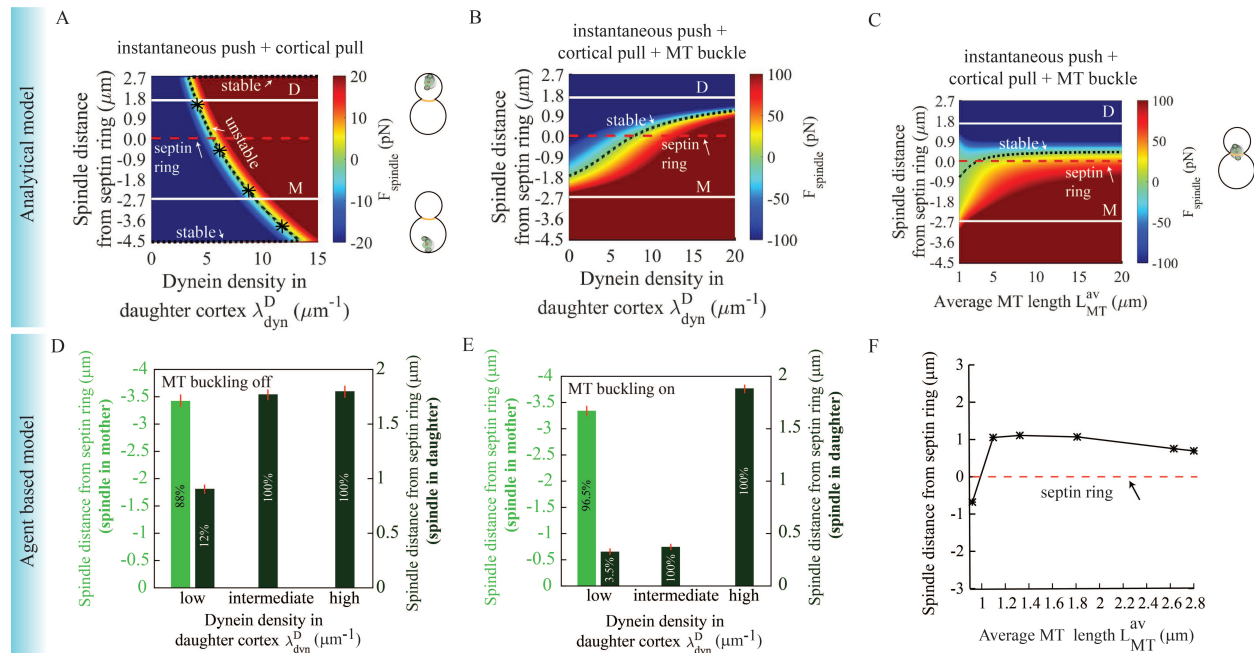 Analytical model
A
instantaneous push + cortical pull
Spindle distance
from septin ring (μm)
2.7
1.8
0.9
0.0
-0.9
-1.8
-2.7
-3.6
-4.5
stable
D
unstable
septin
ring
M
stable
0 5 10 15
Dynein density in
daughter cortex λ_dyn^D (μm⁻¹)
20
10
0
-10
-20
F_spindle (pN)
B
instantaneous push +
cortical pull + MT buckle
Spindle distance
from septin ring (μm)
2.7
1.8
0.9
0.0
-0.9
-1.8
-2.7
-3.6
-4.5
D
stable
septin
ring
M
0 5 10 15 20
Dynein density in
daughter cortex λ_dyn^D (μm⁻¹)
100
50
0
-50
-100
F_spindle (pN)
C
instantaneous push +
cortical pull + MT buckle
Spindle distance
from septin ring (μm)
2.7
1.8
0.9
0.0
-0.9
-1.8
-2.7
-3.6
-4.5
D
stable
septin
ring
M
1 5 10 15 20
Average MT length L_MT^av (μm)
100
50
0
-50
-100
F_spindle (pN)
Agent based model
D
Spindle distance from septin ring (μm)
(spindle in mother)
-4
-3.5
-3
-2.5
-2
-1.5
-1
-0.5
0
MT buckling off
88%
12%
100%
100%
low intermediate high
Dynein density in
daughter cortex λ_dyn^D (μm⁻¹)
2
1.5
1
0.5
0
Spindle distance from septin ring (μm)
(spindle in daughter)
E
Spindle distance from septin ring (μm)
(spindle in mother)
-4
-3.5
-3
-2.5
-2
-1.5
-1
-0.5
0
MT buckling on
96.5%
3.5%
100%
100%
low intermediate high
Dynein density in
daughter cortex λ_dyn^D (μm⁻¹)
2
1.5
1
0.5
0
Spindle distance from septin ring (μm)
(spindle in daughter)
F
Spindle distance from septin ring (μm)
3
2
1
0
-1
-2
-3
septin ring
1 1.2 1.4 1.6 1.8 2 2.2 2.4 2.6 2.8
Average MT length L_MT^av (μm)